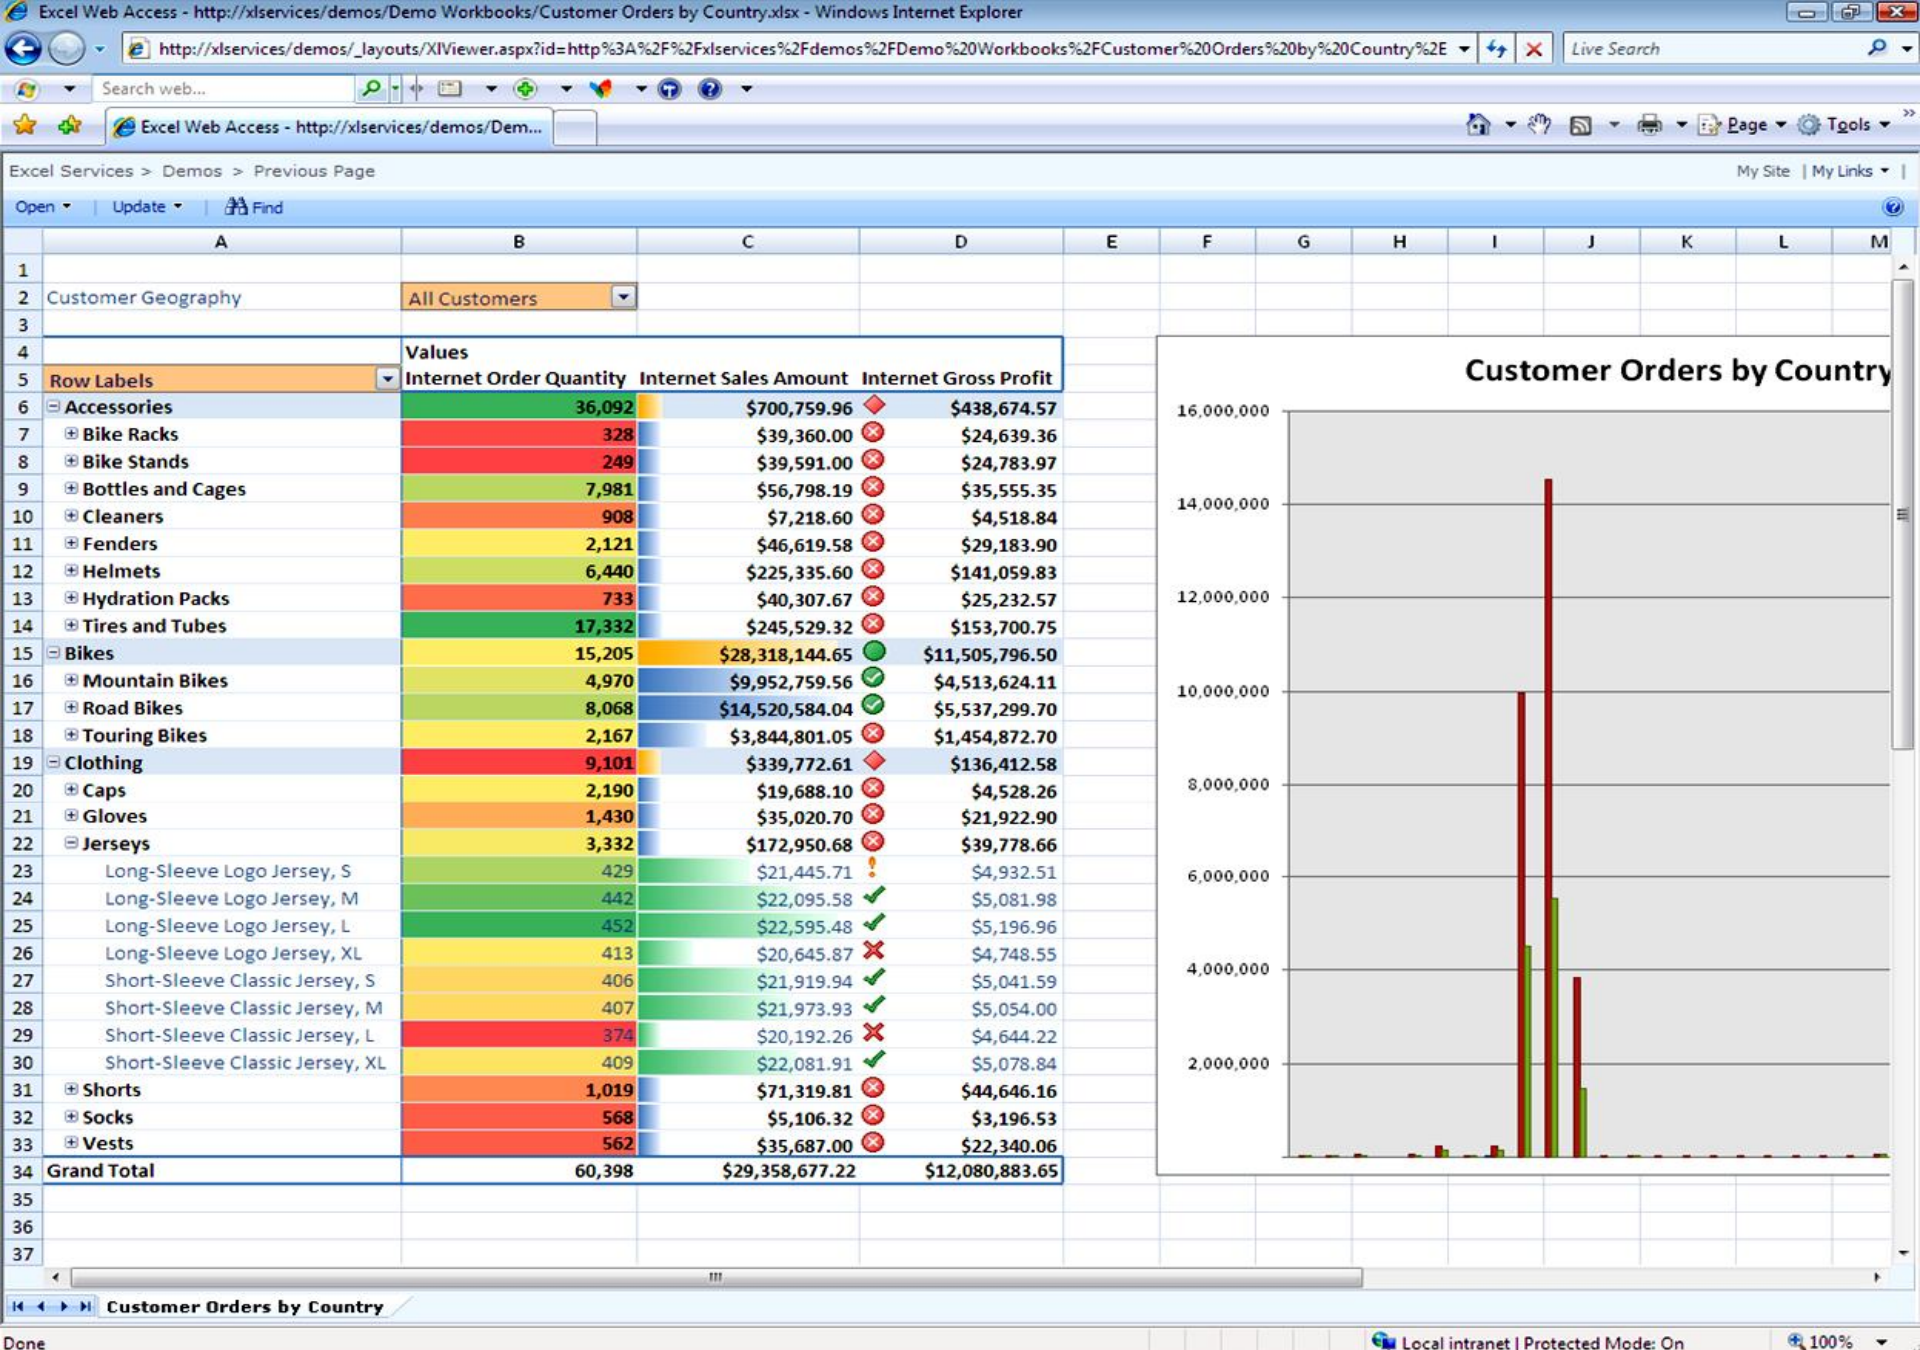 Excel Web Access - http://xlservices/demos/Demo Workbooks/Customer Orders by Country.xlsx - Windows Internet Explorer
http://xlservices/demos/_layouts/XlViewer.aspx?id=http%3A%2F%2Fxlservices%2Fdemos%2FDemo%20Workbooks%2FCustomer%20Orders%20by%20Country%2E
Live Search
Search web...
Excel Web Access - http://xlservices/demos/Dem...
Page
Tools
Excel Services > Demos > Previous Page
My Site | My Links
Open | Update | Find
A B C D E F G H I J K L M
1
2 Customer Geography All Customers
3
4 Values
5 Row Labels Internet Order Quantity Internet Sales Amount Internet Gross Profit
6 Accessories 36,092 $700,759.96 $438,674.57
7 Bike Racks 328 $39,360.00 $24,639.36
8 Bike Stands 249 $39,591.00 $24,783.97
9 Bottles and Cages 7,981 $56,798.19 $35,555.35
10 Cleaners 908 $7,218.60 $4,518.84
11 Fenders 2,121 $46,619.58 $29,183.90
12 Helmets 6,440 $225,335.60 $141,059.83
13 Hydration Packs 733 $40,307.67 $25,232.57
14 Tires and Tubes 17,332 $245,529.32 $153,700.75
15 Bikes 15,205 $28,318,144.65 $11,505,796.50
16 Mountain Bikes 4,970 $9,952,759.56 $4,513,624.11
17 Road Bikes 8,068 $14,520,584.04 $5,537,299.70
18 Touring Bikes 2,167 $3,844,801.05 $1,454,872.70
19 Clothing 9,101 $339,772.61 $136,412.58
20 Caps 2,190 $19,688.10 $4,528.26
21 Gloves 1,430 $35,020.70 $21,922.90
22 Jerseys 3,332 $172,950.68 $39,778.66
23 Long-Sleeve Logo Jersey, S 429 $21,445.71 $4,932.51
24 Long-Sleeve Logo Jersey, M 442 $22,095.58 $5,081.98
25 Long-Sleeve Logo Jersey, L 452 $22,595.48 $5,196.96
26 Long-Sleeve Logo Jersey, XL 413 $20,645.87 $4,748.55
27 Short-Sleeve Classic Jersey, S 406 $21,919.94 $5,041.59
28 Short-Sleeve Classic Jersey, M 407 $21,973.93 $5,054.00
29 Short-Sleeve Classic Jersey, L 374 $20,192.26 $4,644.22
30 Short-Sleeve Classic Jersey, XL 409 $22,081.91 $5,078.84
31 Shorts 1,019 $71,319.81 $44,646.16
32 Socks 568 $5,106.32 $3,196.53
33 Vests 562 $35,687.00 $22,340.06
34 Grand Total 60,398 $29,358,677.22 $12,080,883.65
35
36
37
Customer Orders by Country
16,000,000
14,000,000
12,000,000
10,000,000
8,000,000
6,000,000
4,000,000
2,000,000
Customer Orders by Country
Done
Local intranet | Protected Mode: On
100%